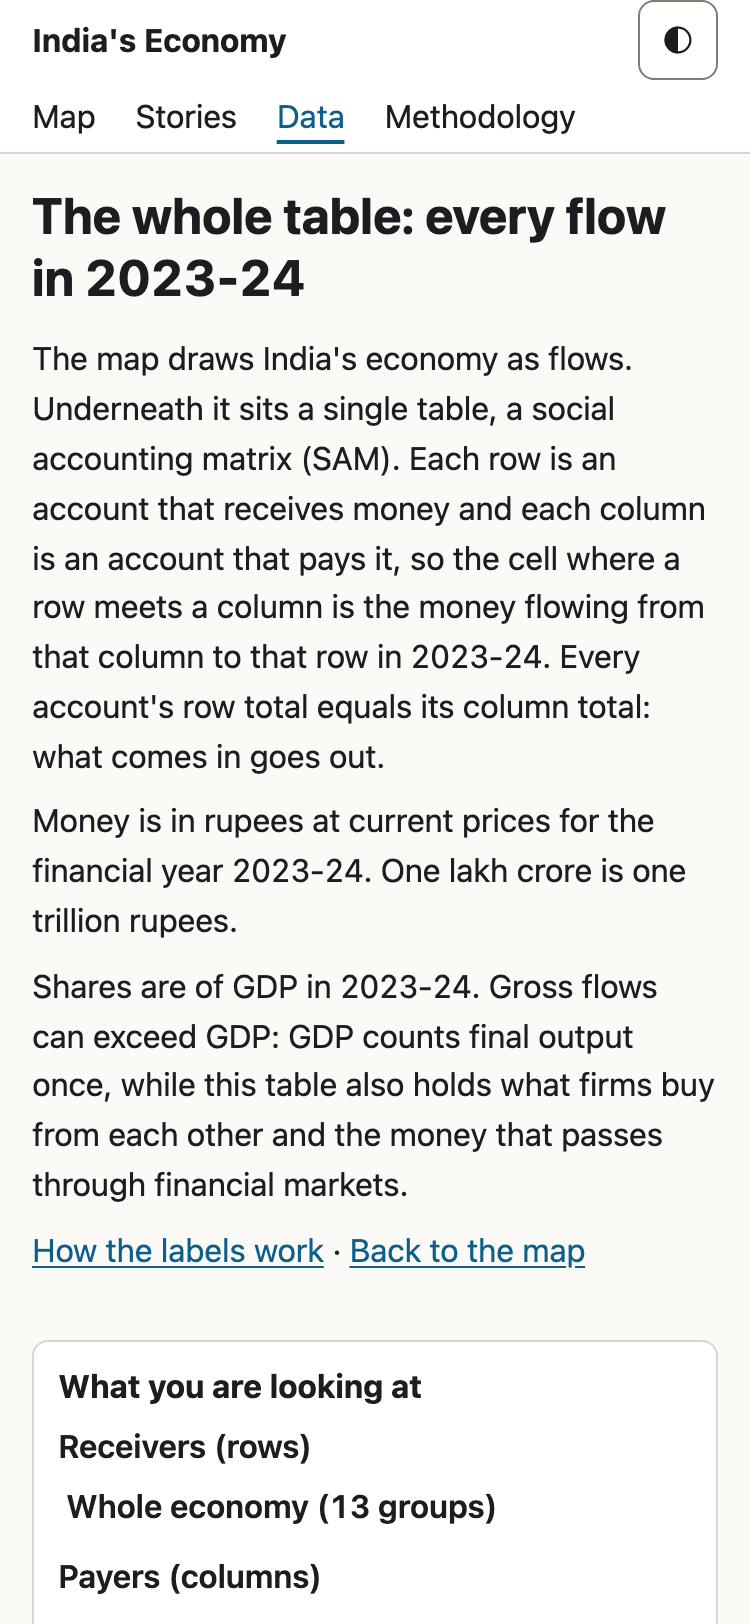 India's Economy
Map Stories Data Methodology
The whole table: every flow
in 2023-24
The map draws India's economy as flows.
Underneath it sits a single table, a social
accounting matrix (SAM). Each row is an
account that receives money and each column
is an account that pays it, so the cell where a
row meets a column is the money flowing from
that column to that row in 2023-24. Every
account's row total equals its column total:
what comes in goes out.
Money is in rupees at current prices for the
financial year 2023-24. One lakh crore is one
trillion rupees.
Shares are of GDP in 2023-24. Gross flows
can exceed GDP: GDP counts final output
once, while this table also holds what firms buy
from each other and the money that passes
through financial markets.
How the labels work · Back to the map
What you are looking at
Receivers (rows)
Whole economy (13 groups)
Payers (columns)